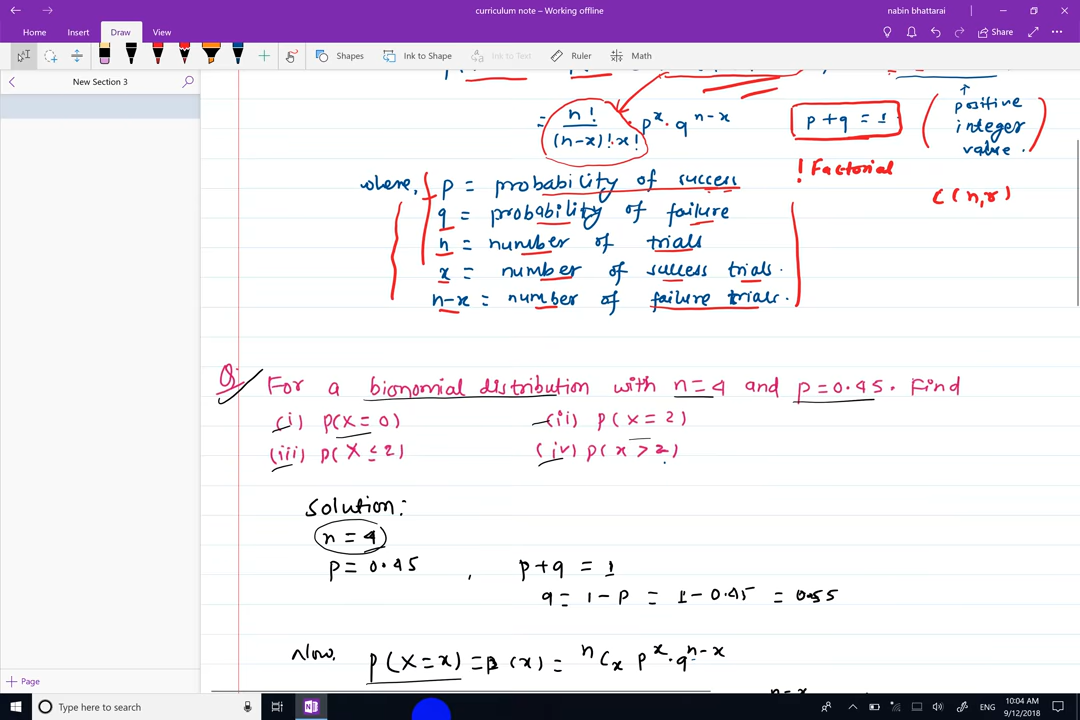 curriculum note – Working offline
nabin bhattarai
Home Insert Draw View
Share
Shapes Ink to Shape Ink to Text Ruler Math
New Section 3
= n! / (n-x)! x! · p^x · q^n-x
p + q = 1
( positive integer value. )
! Factorial
C(n,r)
where, p = probability of success
q = probability of failure
n = number of trials
x = number of success trials.
n-x = number of failure trials.
Q: For a bionomial distribution with n=4 and p=0.45. Find
(i) p(X=0) (ii) p(x=2)
(iii) p(X≤2) (iv) p(x>2)
Solution:
n = 4
p = 0.45 , p+q = 1
q = 1-p = 1-0.45 = 0.55
Now, p(X=x) = p(x) = nCx p^x · q^n-x
n-x
Page
Type here to search
ENG
10:04 AM
9/12/2018